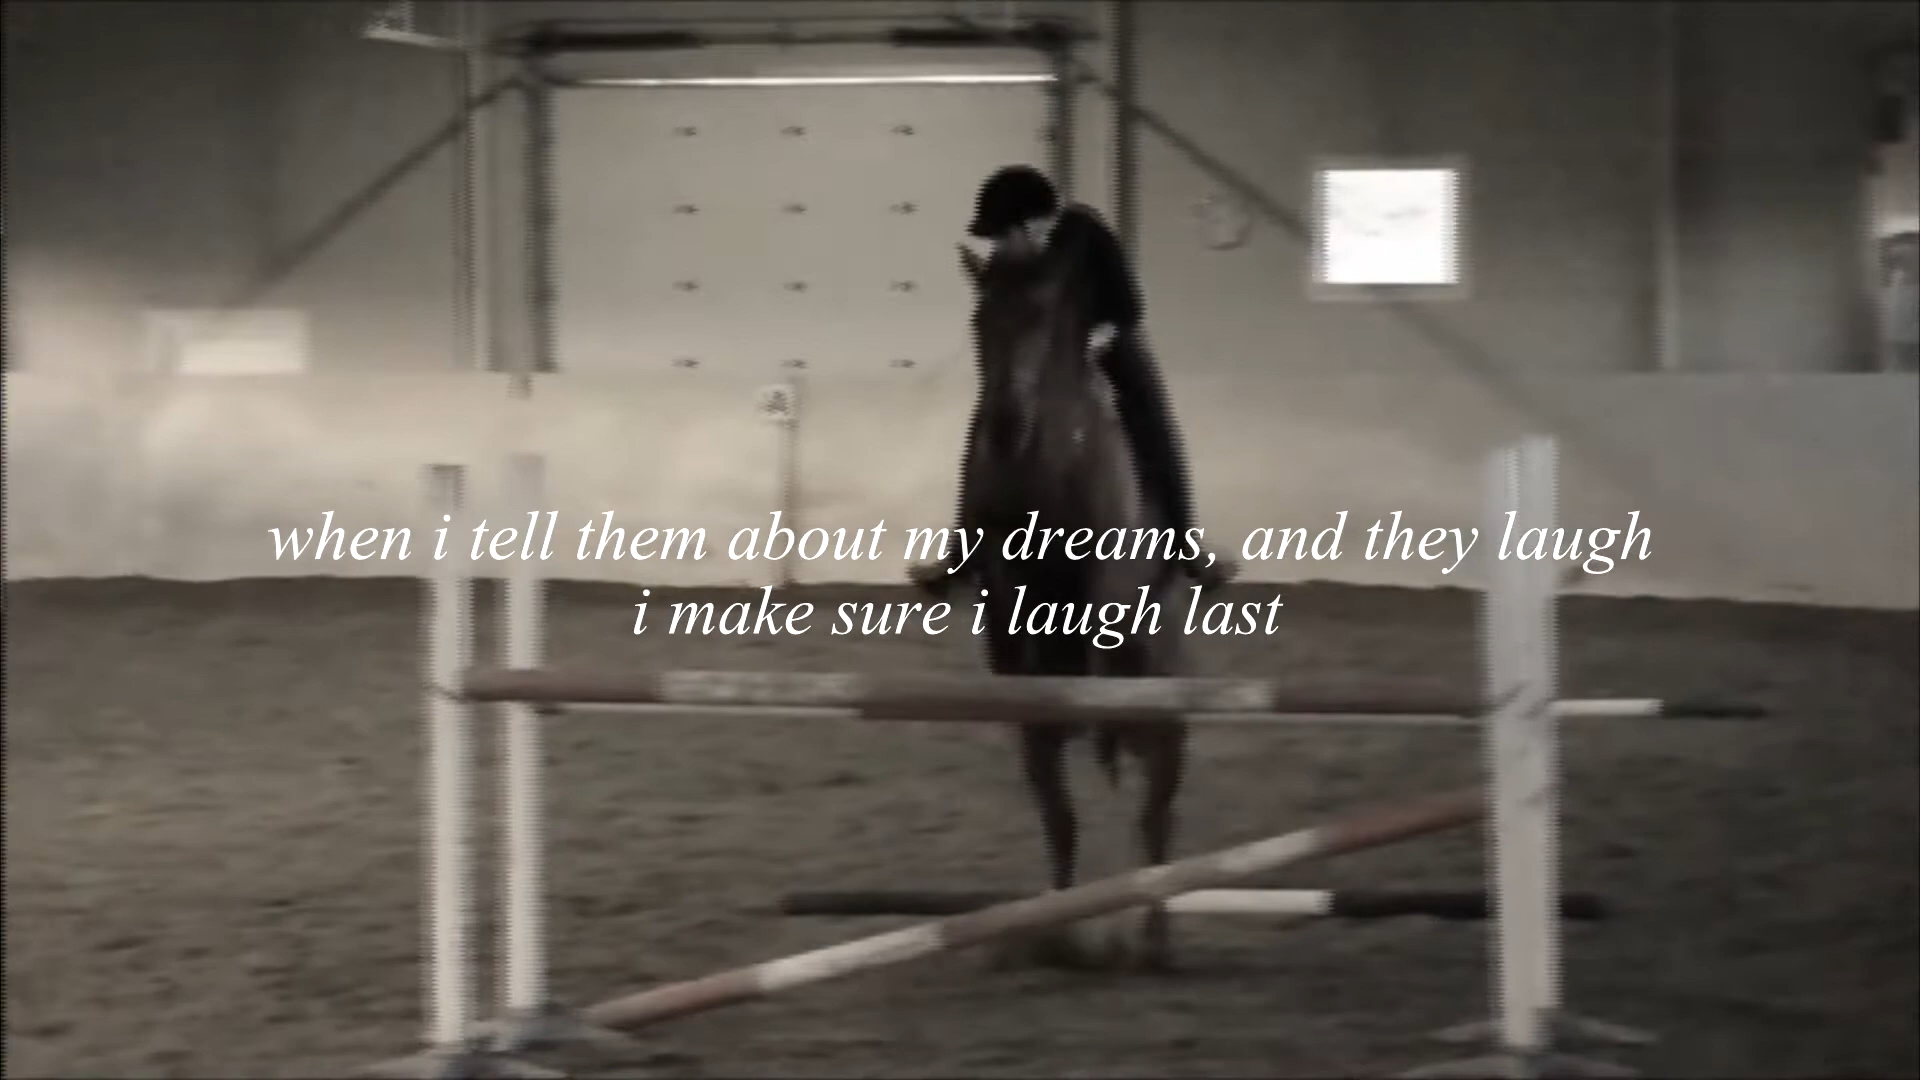 when i tell them about my dreams, and they laugh
i make sure i laugh last